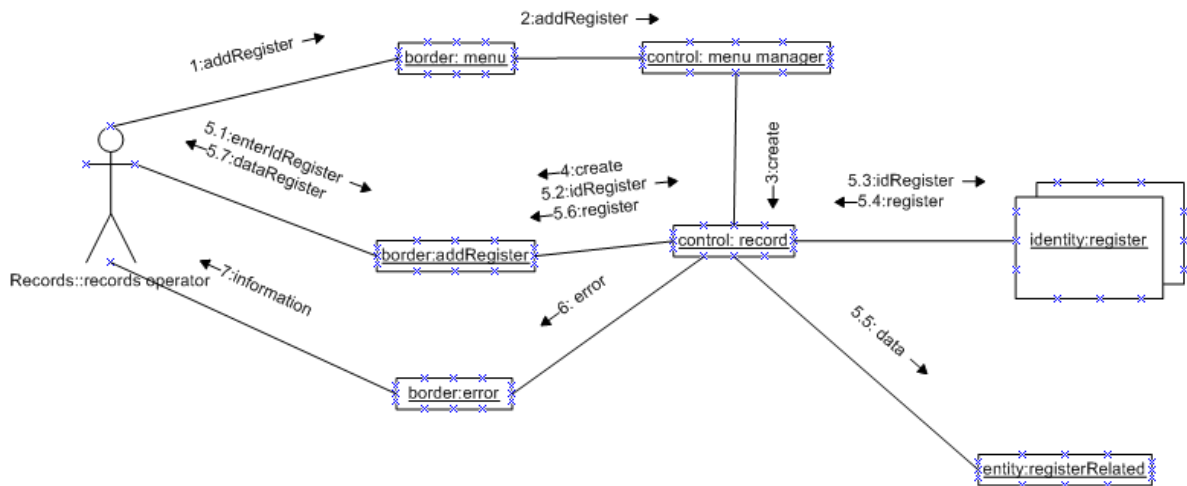 2:addRegister
1:addRegister
border: menu
control: menu manager
5.1:enterIdRegister
5.7:dataRegister
4:create
5.2:idRegister
5.6:register
3:create
5.3:idRegister
5.4:register
control: record
identity:register
border:addRegister
Records::records operator
7:information
6: error
5.5: data
border:error
entity:registerRelated